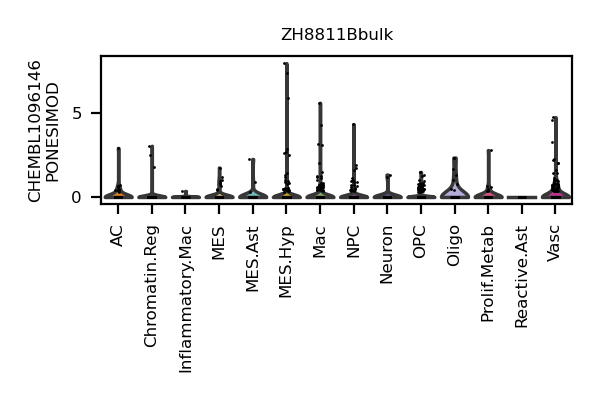 ZH8811Bbulk
CHEMBL1096146
PONESIMOD
5
0
AC
Chromatin.Reg
Inflammatory.Mac
MES
MES.Ast
MES.Hyp
Mac
NPC
Neuron
OPC
Oligo
Prolif.Metab
Reactive.Ast
Vasc